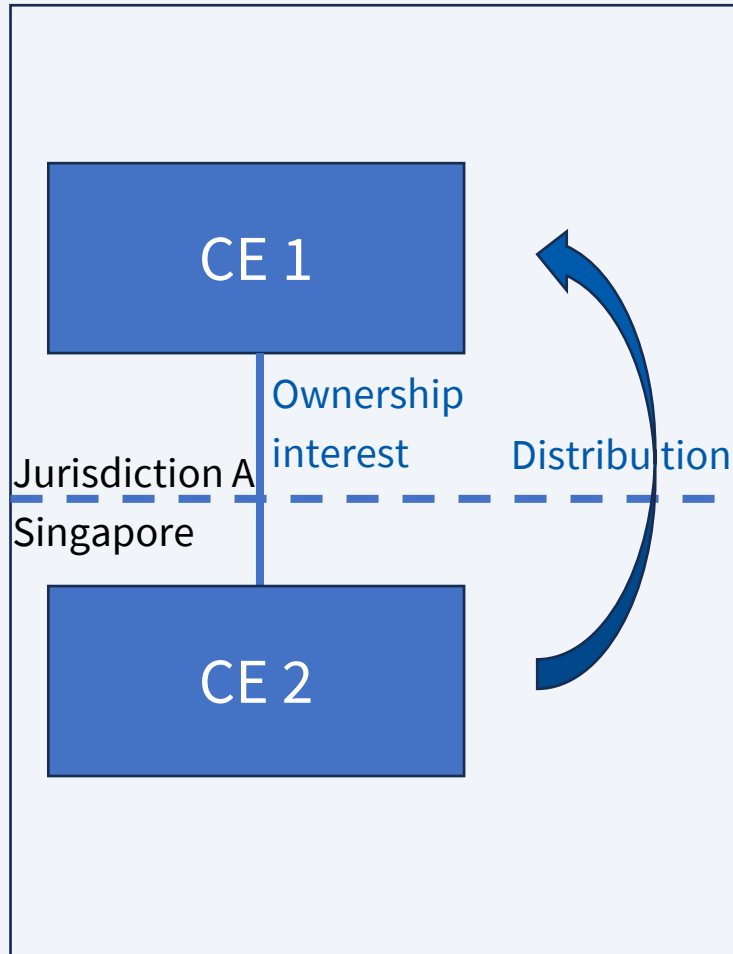 CE 1
Ownership
interest
Distribution
Jurisdiction A
Singapore
CE 2